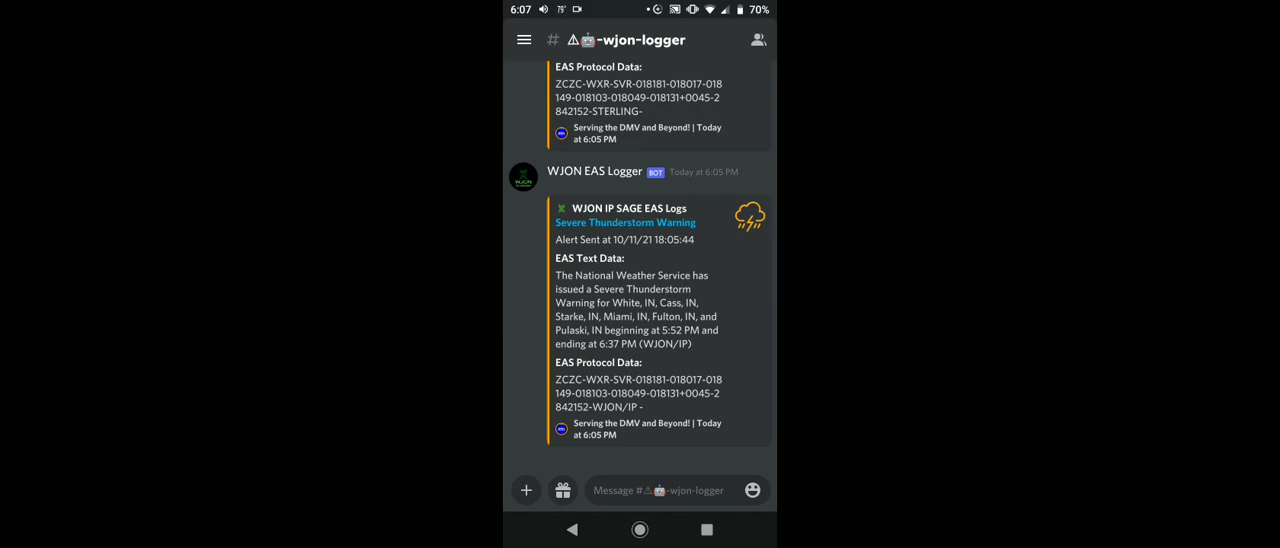 6:07 79° 70%
# ⚠🤖-wjon-logger
EAS Protocol Data:
ZCZC-WXR-SVR-018181-018017-018
149-018103-018049-018131+0045-2
842152-STERLING-
Serving the DMV and Beyond! | Today
at 6:05 PM
WJON EAS Logger BOT Today at 6:05 PM
WJON IP SAGE EAS Logs
Severe Thunderstorm Warning
Alert Sent at 10/11/21 18:05:44
EAS Text Data:
The National Weather Service has
issued a Severe Thunderstorm
Warning for White, IN, Cass, IN,
Starke, IN, Miami, IN, Fulton, IN, and
Pulaski, IN beginning at 5:52 PM and
ending at 6:37 PM (WJON/IP)
EAS Protocol Data:
ZCZC-WXR-SVR-018181-018017-018
149-018103-018049-018131+0045-2
842152-WJON/IP -
Serving the DMV and Beyond! | Today
at 6:05 PM
Message #⚠🤖-wjon-logger